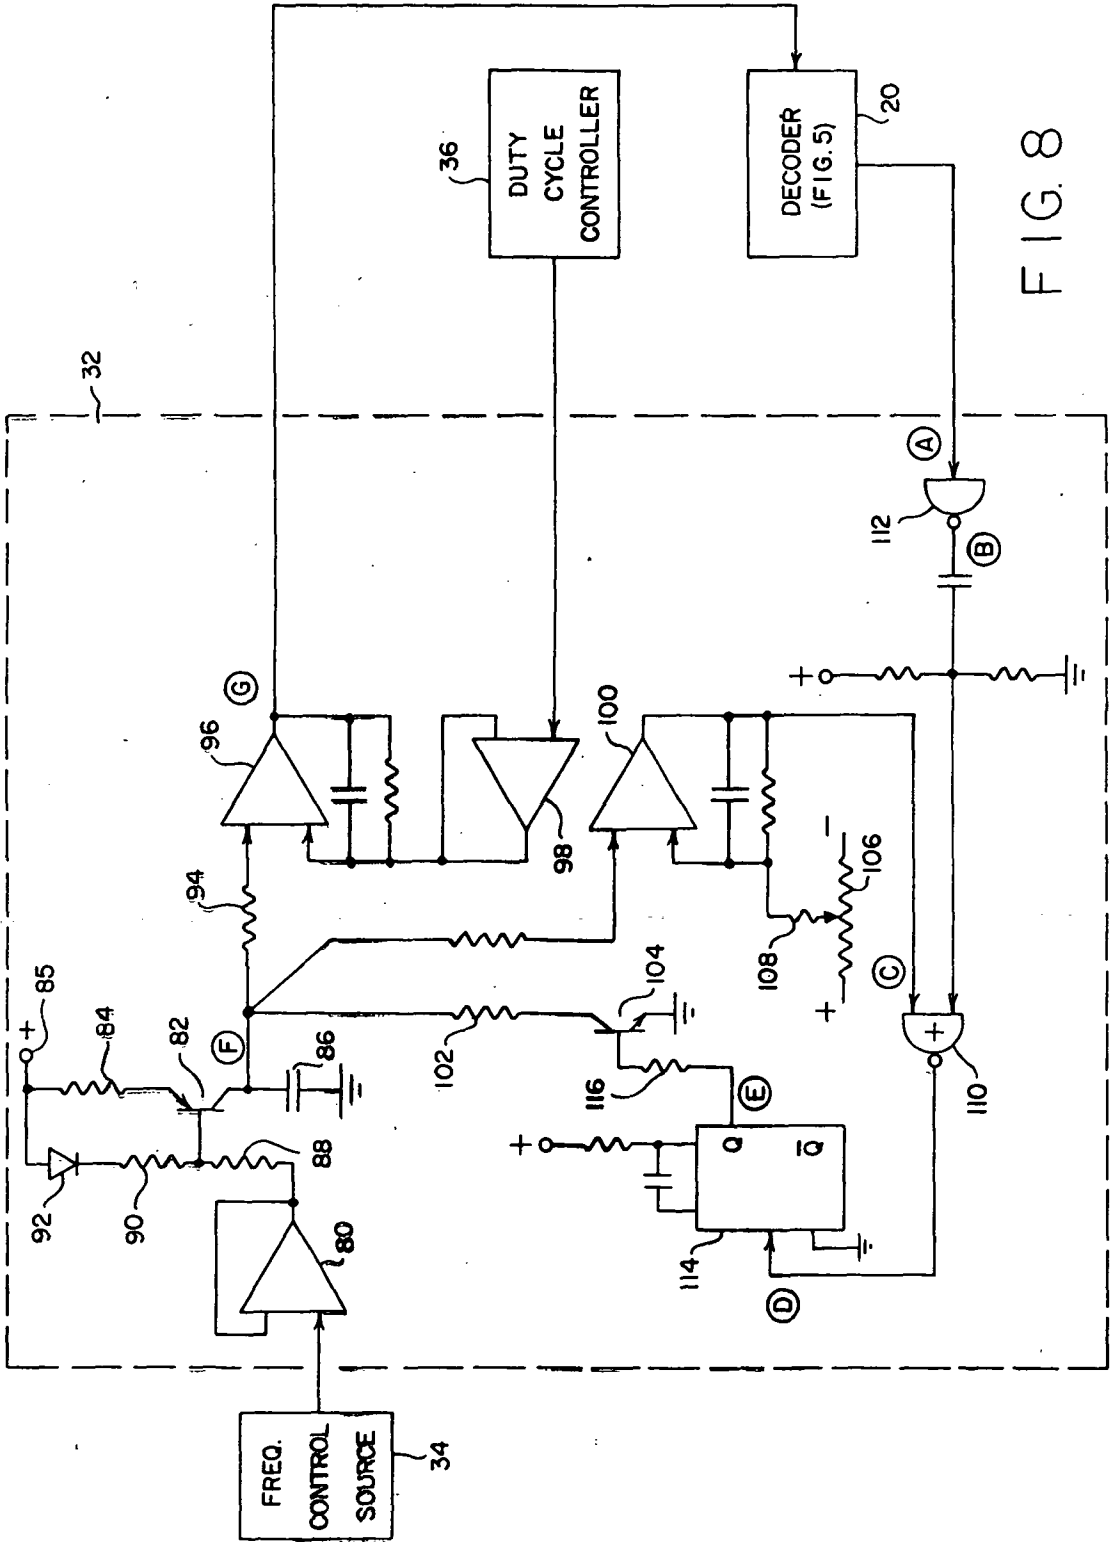 32
85
+
84
82
F
86
92
90
88
80
94
96
G
36
DUTY
CYCLE
CONTROLLER
DECODER
(FIG. 5)
20
FREQ.
CONTROL
SOURCE
34
98
100
102
104
116
E
+
Q
Q̅
114
D
108
106
+
−
C
+
110
+
A
112
B
FIG. 8